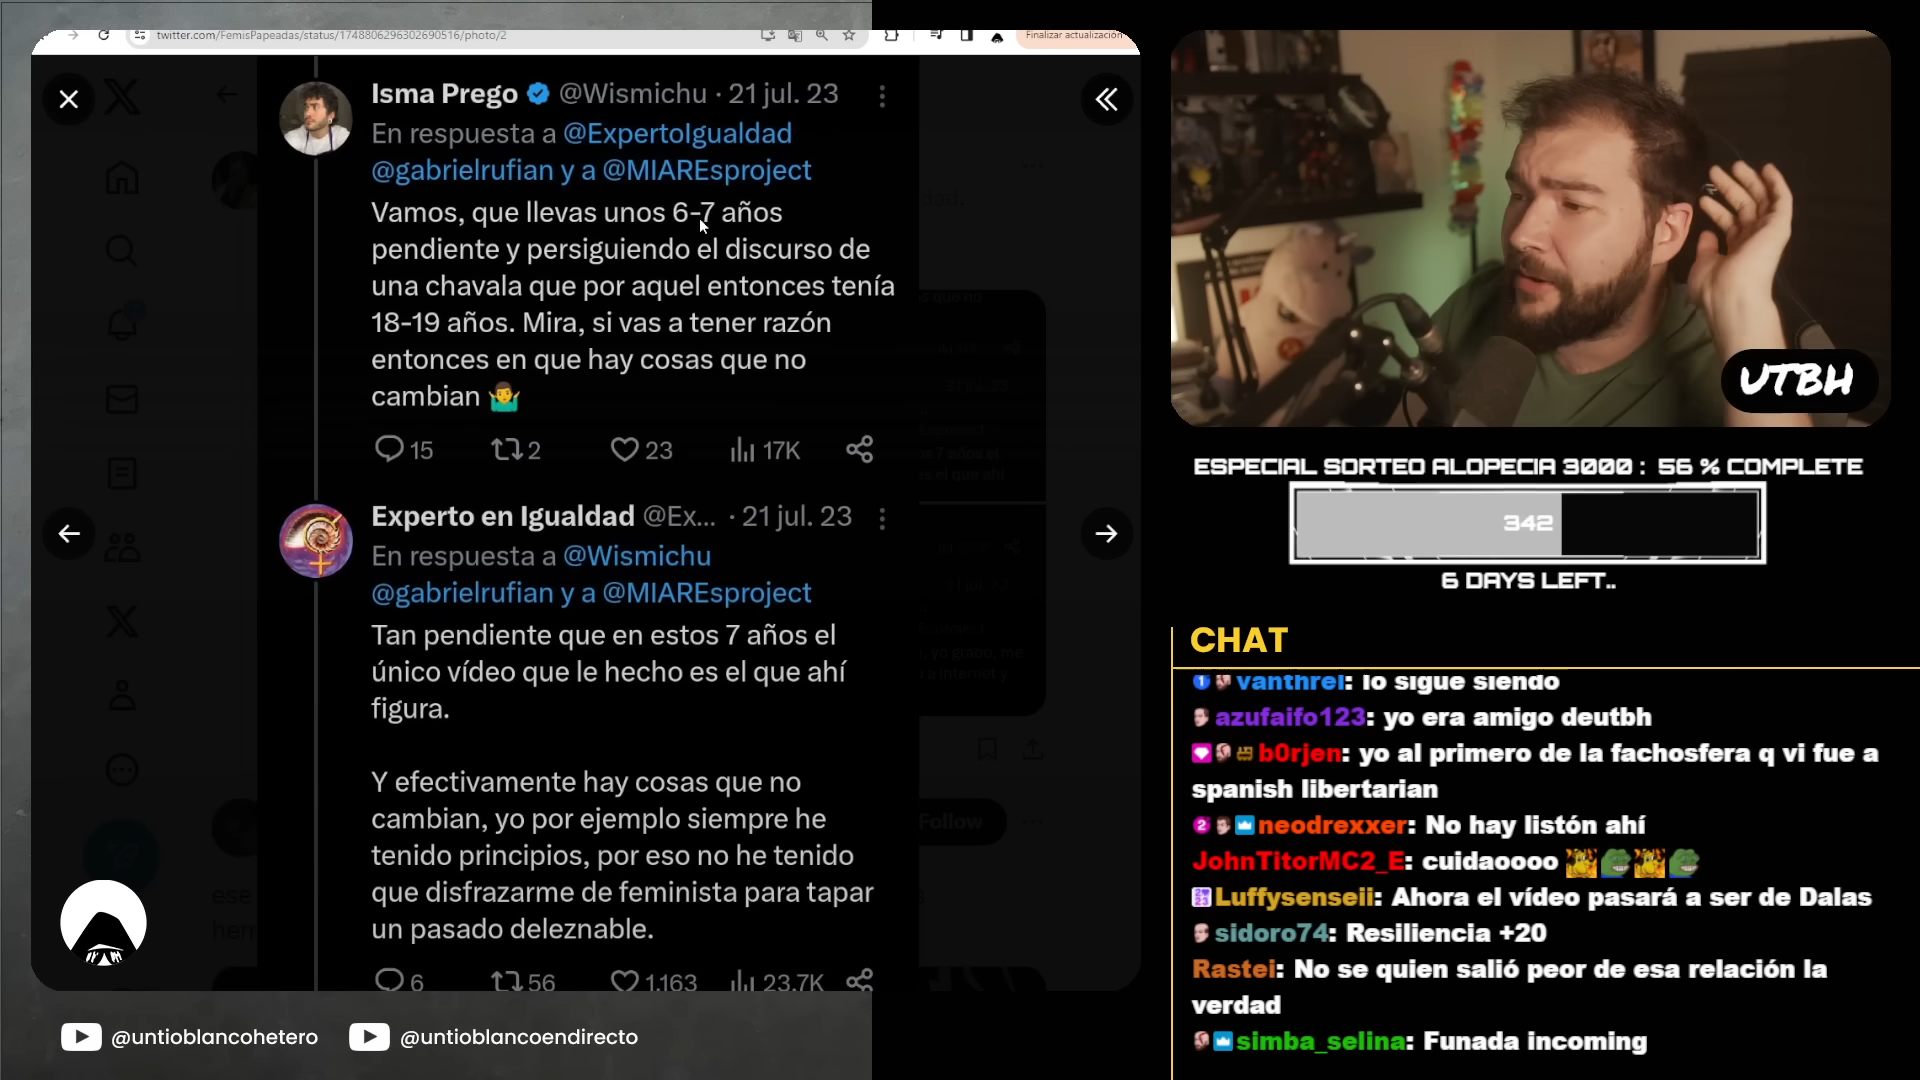 twitter.com/FemisPapeadas/status/1748806296302690516/photo/2
Finalizar actualización
Isma Prego @Wismichu · 21 jul. 23
En respuesta a @ExpertoIgualdad
@gabrielrufian y a @MIAREsproject
Vamos, que llevas unos 6-7 años
pendiente y persiguiendo el discurso de
una chavala que por aquel entonces tenía
18-19 años. Mira, si vas a tener razón
entonces en que hay cosas que no
cambian 🤷‍♂️
15 2 23 17K
Experto en Igualdad @Ex... · 21 jul. 23
En respuesta a @Wismichu
@gabrielrufian y a @MIAREsproject
Tan pendiente que en estos 7 años el
único vídeo que le hecho es el que ahí
figura.
Y efectivamente hay cosas que no
cambian, yo por ejemplo siempre he
tenido principios, por eso no he tenido
que disfrazarme de feminista para tapar
un pasado deleznable.
6 56 1.163 23.7K
Follow
@untioblancohetero @untioblancoendirecto
UTBH
ESPECIAL SORTEO ALOPECIA 3000 : 56 % COMPLETE
342
6 DAYS LEFT..
CHAT
vanthrel: lo sigue siendo
azufaifo123: yo era amigo deutbh
b0rjen: yo al primero de la fachosfera q vi fue a
spanish libertarian
neodrexxer: No hay listón ahí
JohnTitorMC2_E: cuidaoooo
Luffysenseii: Ahora el vídeo pasará a ser de Dalas
sidoro74: Resiliencia +20
Rastei: No se quien salió peor de esa relación la
verdad
simba_selina: Funada incoming